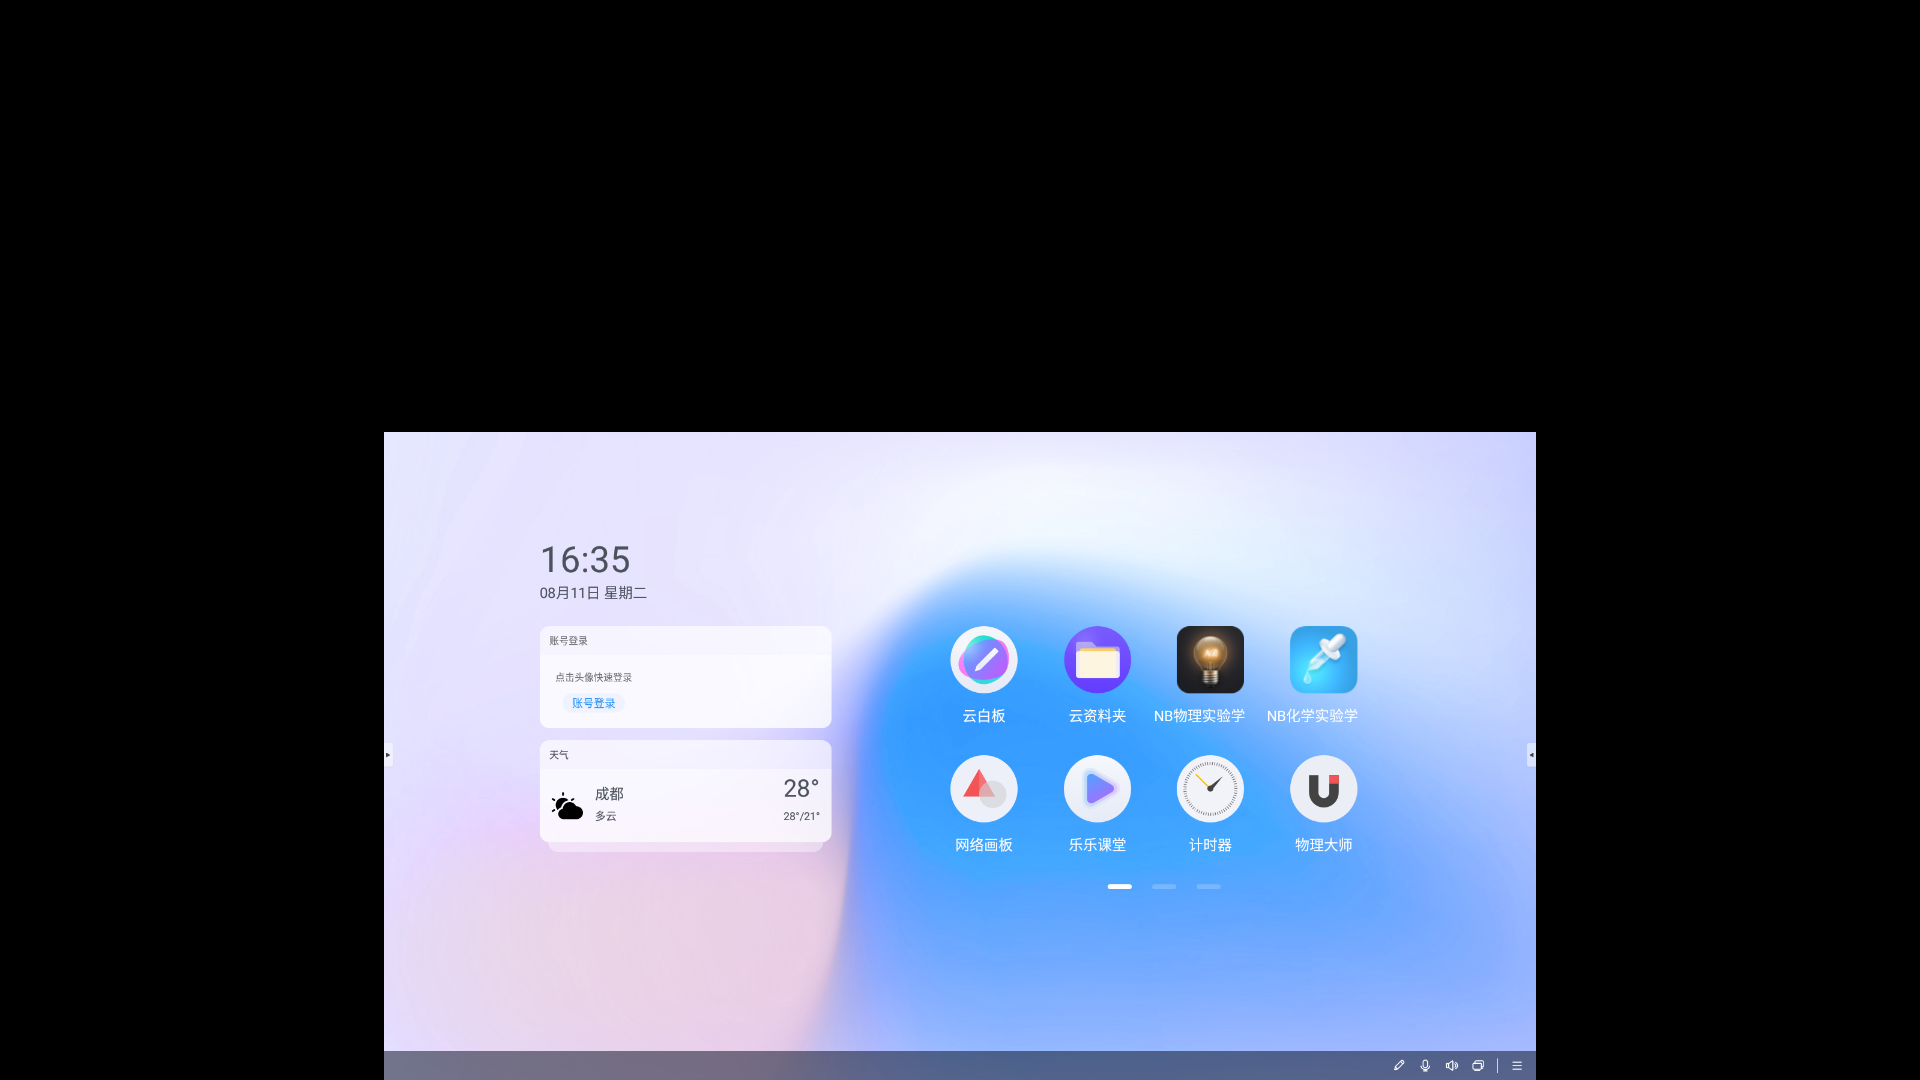 16:35
08月11日 星期二
账号登录
点击头像快速登录
账号登录
天气
成都
多云
28°
28°/21°
云白板
云资料夹
NB物理实验学
NB化学实验学
网络画板
乐乐课堂
计时器
物理大师